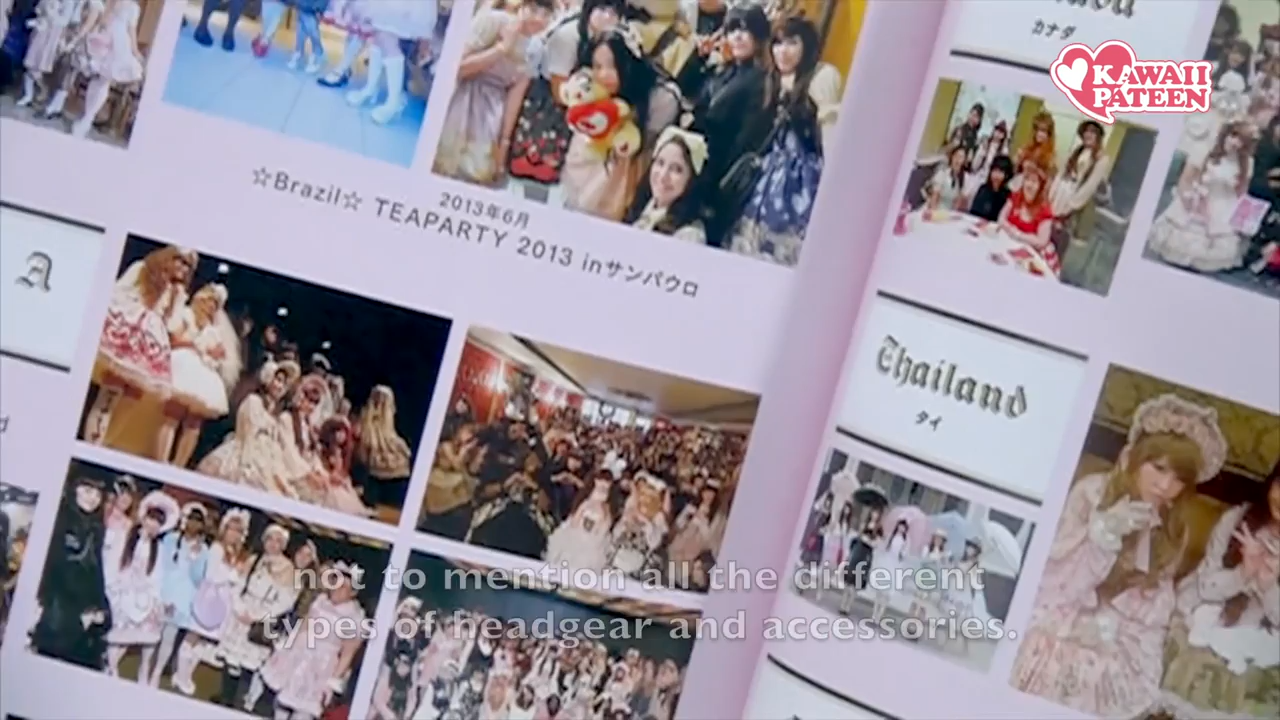 カナダ
KAWAII
PATEEN
2013年6月
☆Brazil☆ TEAPARTY 2013 inサンパウロ
A
Thailand
タイ
not to mention all the different
types of headgear and accessories.